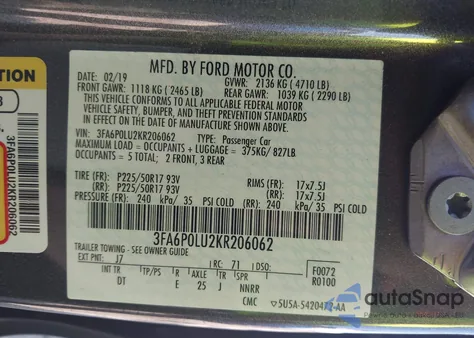 MFD. BY FORD MOTOR CO.
02/19 GVWR: 2136 KG ( 4710 LB)
FRONT GAWR: 1118 KG ( 2465 LB) REAR GAWR: 1039 KG ( 2290 LB)
THIS VEHICLE CONFORMS TO ALL APPLICABLE FEDERAL MOTOR
VEHICLE SAFETY, BUMPER, AND THEFT PREVENTION STANDARDS
IN EFFECT ON THE DATE OF MANUFACTURE SHOWN ABOVE.
VIN: 3FA6P0LU2KR206062 TYPE: Passenger Car
MAXIMUM LOAD = OCCUPANTS + LUGGAGE = 375KG/ 827LB
OCCUPANTS = 5 TOTAL; 2 FRONT, 3 REAR
TIRE (FR): P225/50R17 93V RIMS (FR): 17x7.5J
(RR): P225/50R17 93V (RR): 17x7.5J
PRESSURE (FR): 240 kPa/ 35 PSI COLD (RR): 240 kPa/ 35 PSI COLD
3FA6P0LU2KR206062
TRAILER TOWING - SEE OWNER GUIDE
EXT PNT: J7 RC: 71 DSO: F0072
R0100
INT TR TP/PS R AXLE TR SPR
DT E 25 J NNRR
CMC 5U5A-5420472-AA
3FA6P0LU2KR206062
autoSnap